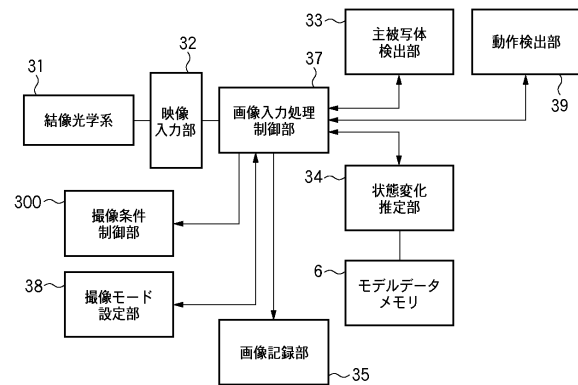 33
主被写体
検出部
動作検出部
39
31
結像光学系
32
映像
入力部
37
画像入力処理
制御部
34
状態変化
推定部
300
撮像条件
制御部
6
モデルデータ
メモリ
38
撮像モード
設定部
画像記録部
35